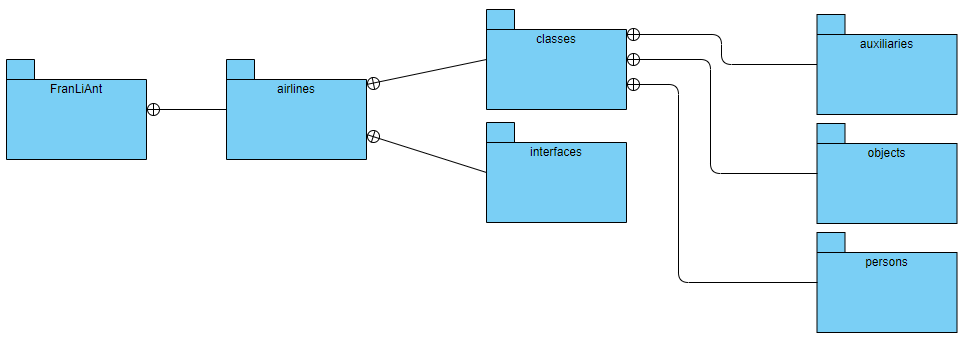 FranLiAnt
airlines
classes
interfaces
auxiliaries
objects
persons